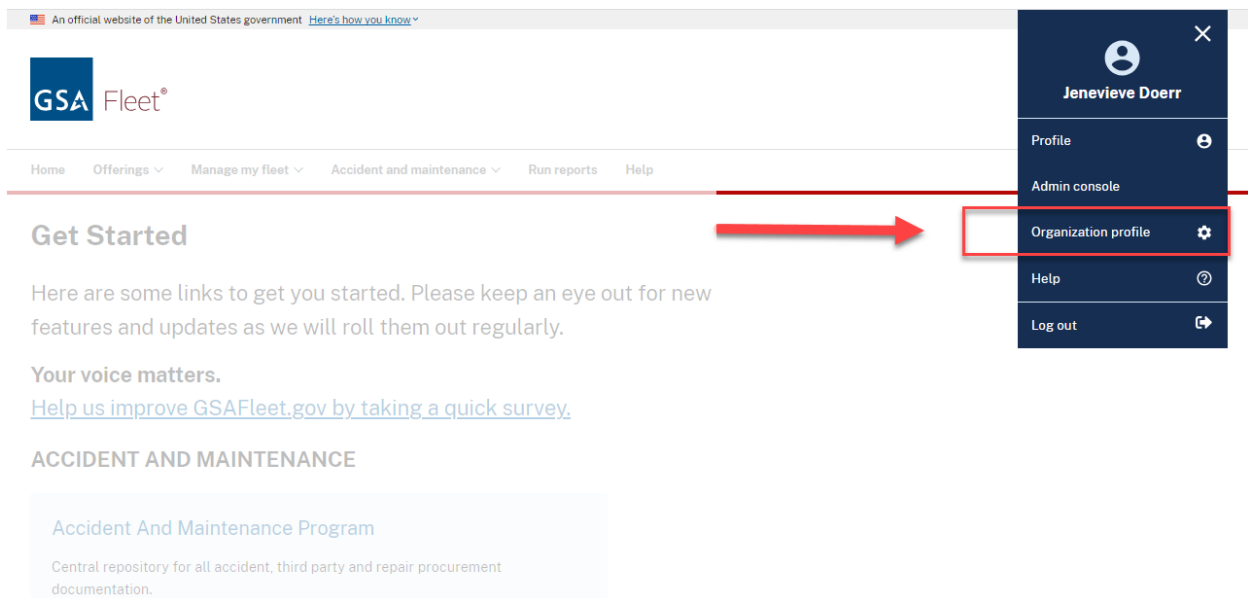 An official website of the United States government Here's how you know
GSA Fleet®
Home Offerings Manage my fleet Accident and maintenance Run reports Help
Jenevieve Doerr
Profile
Admin console
Organization profile
Help
Log out
Get Started
Here are some links to get you started. Please keep an eye out for new
features and updates as we will roll them out regularly.
Your voice matters.
Help us improve GSAFleet.gov by taking a quick survey.
ACCIDENT AND MAINTENANCE
Accident And Maintenance Program
Central repository for all accident, third party and repair procurement
documentation.